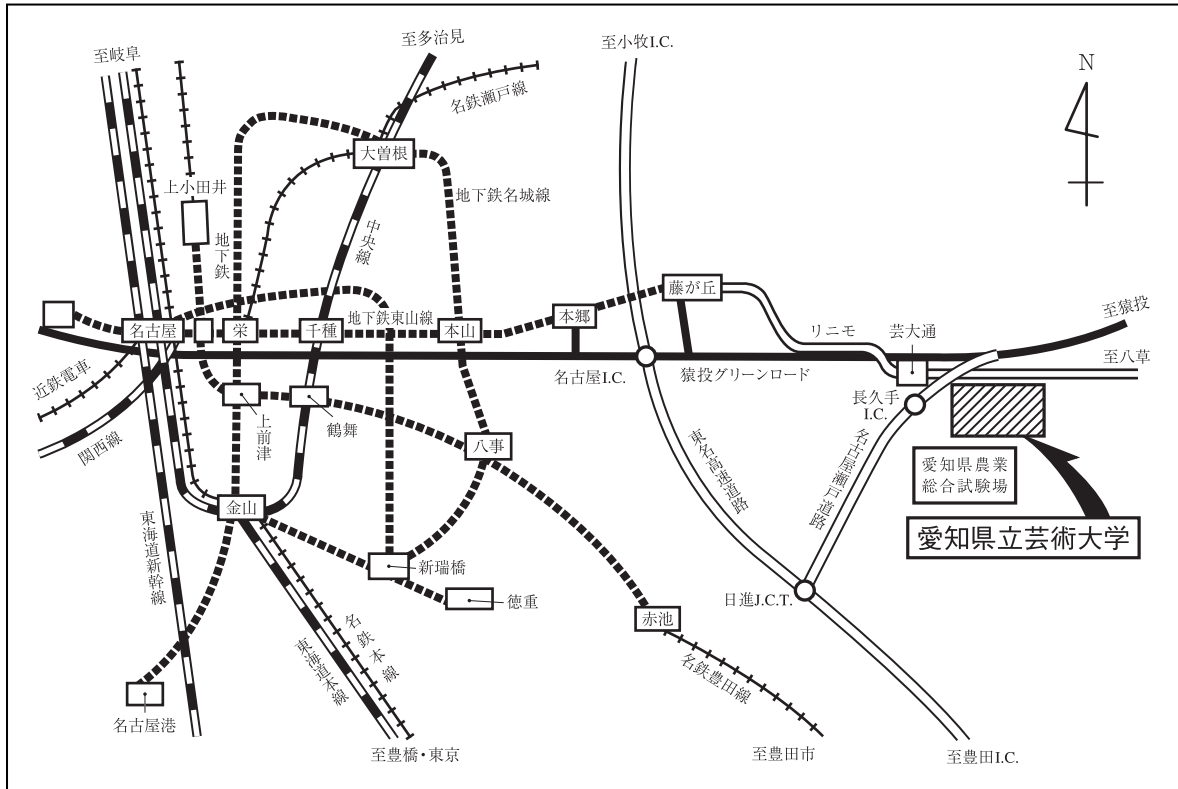 至岐阜
至多治見
至小牧I.C.
N
名鉄瀬戸線
大曽根
上小田井
地下鉄名城線
地下鉄
中央線
藤が丘
至猿投
名古屋
栄
千種
地下鉄東山線
本山
本郷
リニモ
芸大通
至八草
近鉄電車
名古屋I.C.
猿投グリーンロード
関西線
上前津
鶴舞
長久手
I.C.
八事
東名高速道路
名古屋瀬戸道路
愛知県農業
総合試験場
金山
愛知県立芸術大学
東海道新幹線
新瑞橋
徳重
日進J.C.T.
赤池
名鉄本線
東海道本線
名鉄豊田線
名古屋港
至豊橋・東京
至豊田市
至豊田I.C.